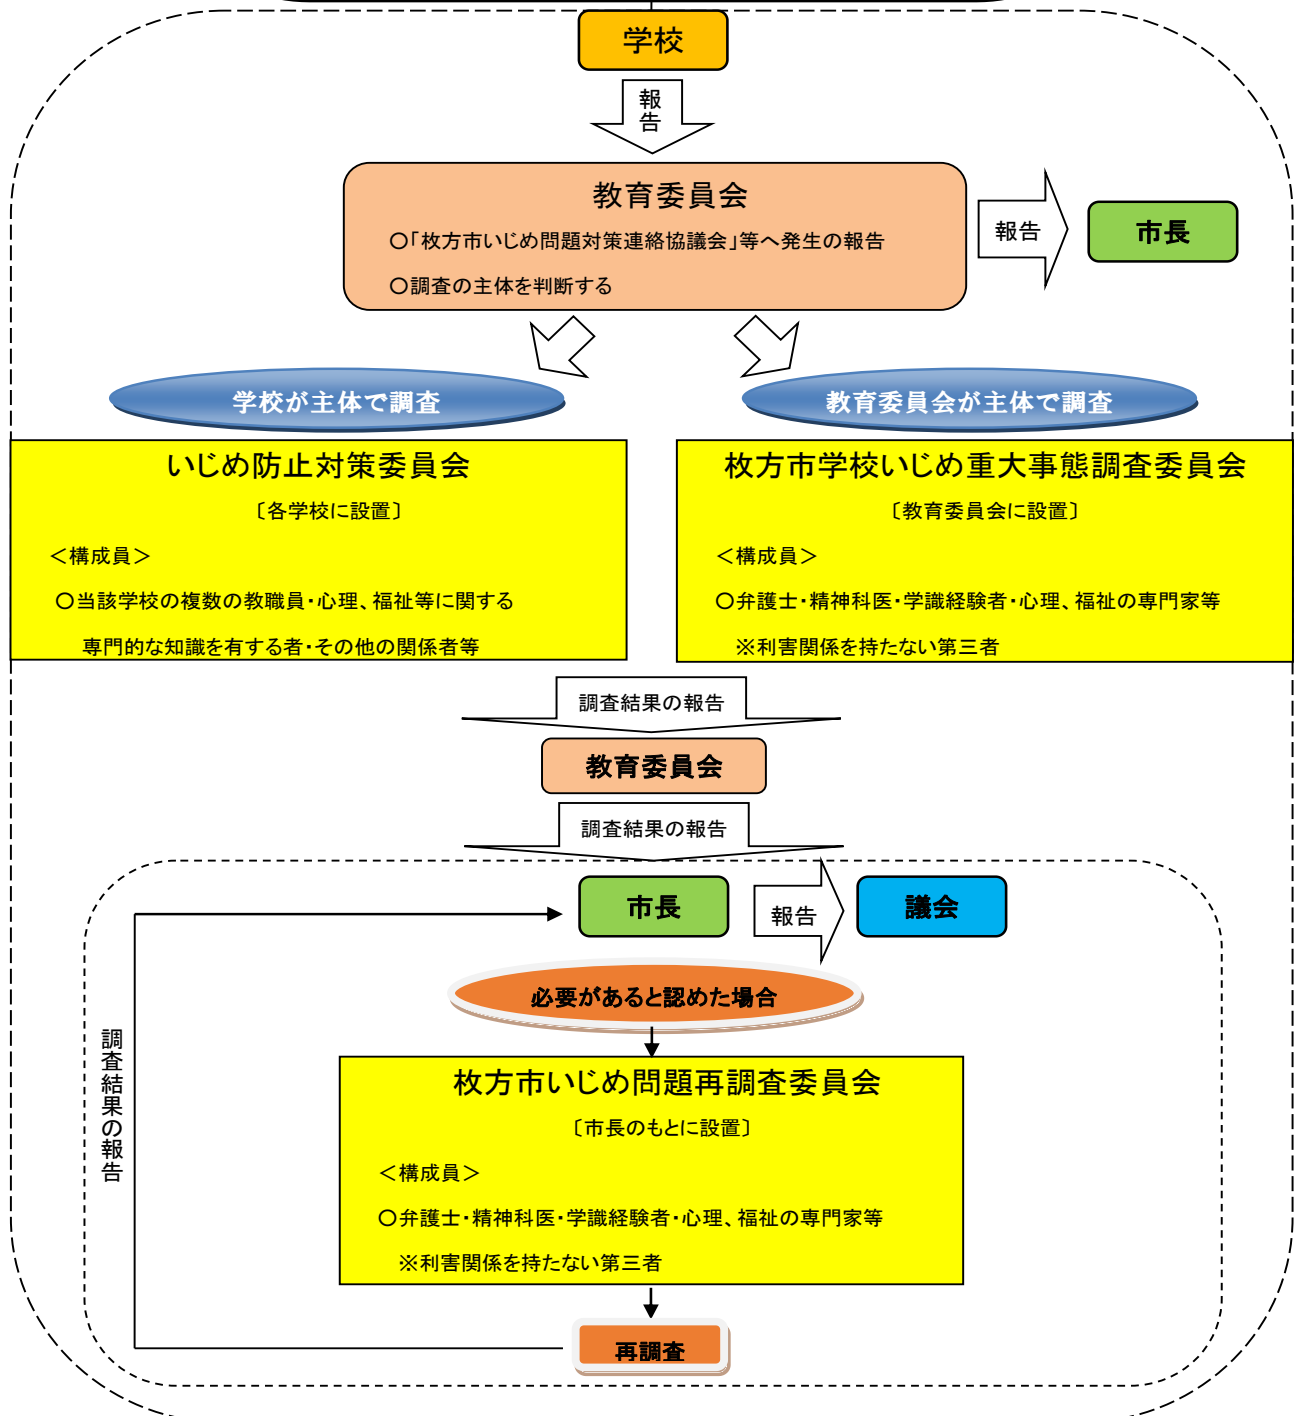 学校
報告
教育委員会
〇「枚方市いじめ問題対策連絡協議会」等へ発生の報告
〇調査の主体を判断する
報告
市長
学校が主体で調査
教育委員会が主体で調査
いじめ防止対策委員会
〔各学校に設置〕
＜構成員＞
〇当該学校の複数の教職員・心理、福祉等に関する
専門的な知識を有する者・その他の関係者等
枚方市学校いじめ重大事態調査委員会
〔教育委員会に設置〕
＜構成員＞
〇弁護士・精神科医・学識経験者・心理、福祉の専門家等
※利害関係を持たない第三者
調査結果の報告
教育委員会
調査結果の報告
市長
報告
議会
必要があると認めた場合
調査結果の報告
枚方市いじめ問題再調査委員会
〔市長のもとに設置〕
＜構成員＞
〇弁護士・精神科医・学識経験者・心理、福祉の専門家等
※利害関係を持たない第三者
再調査